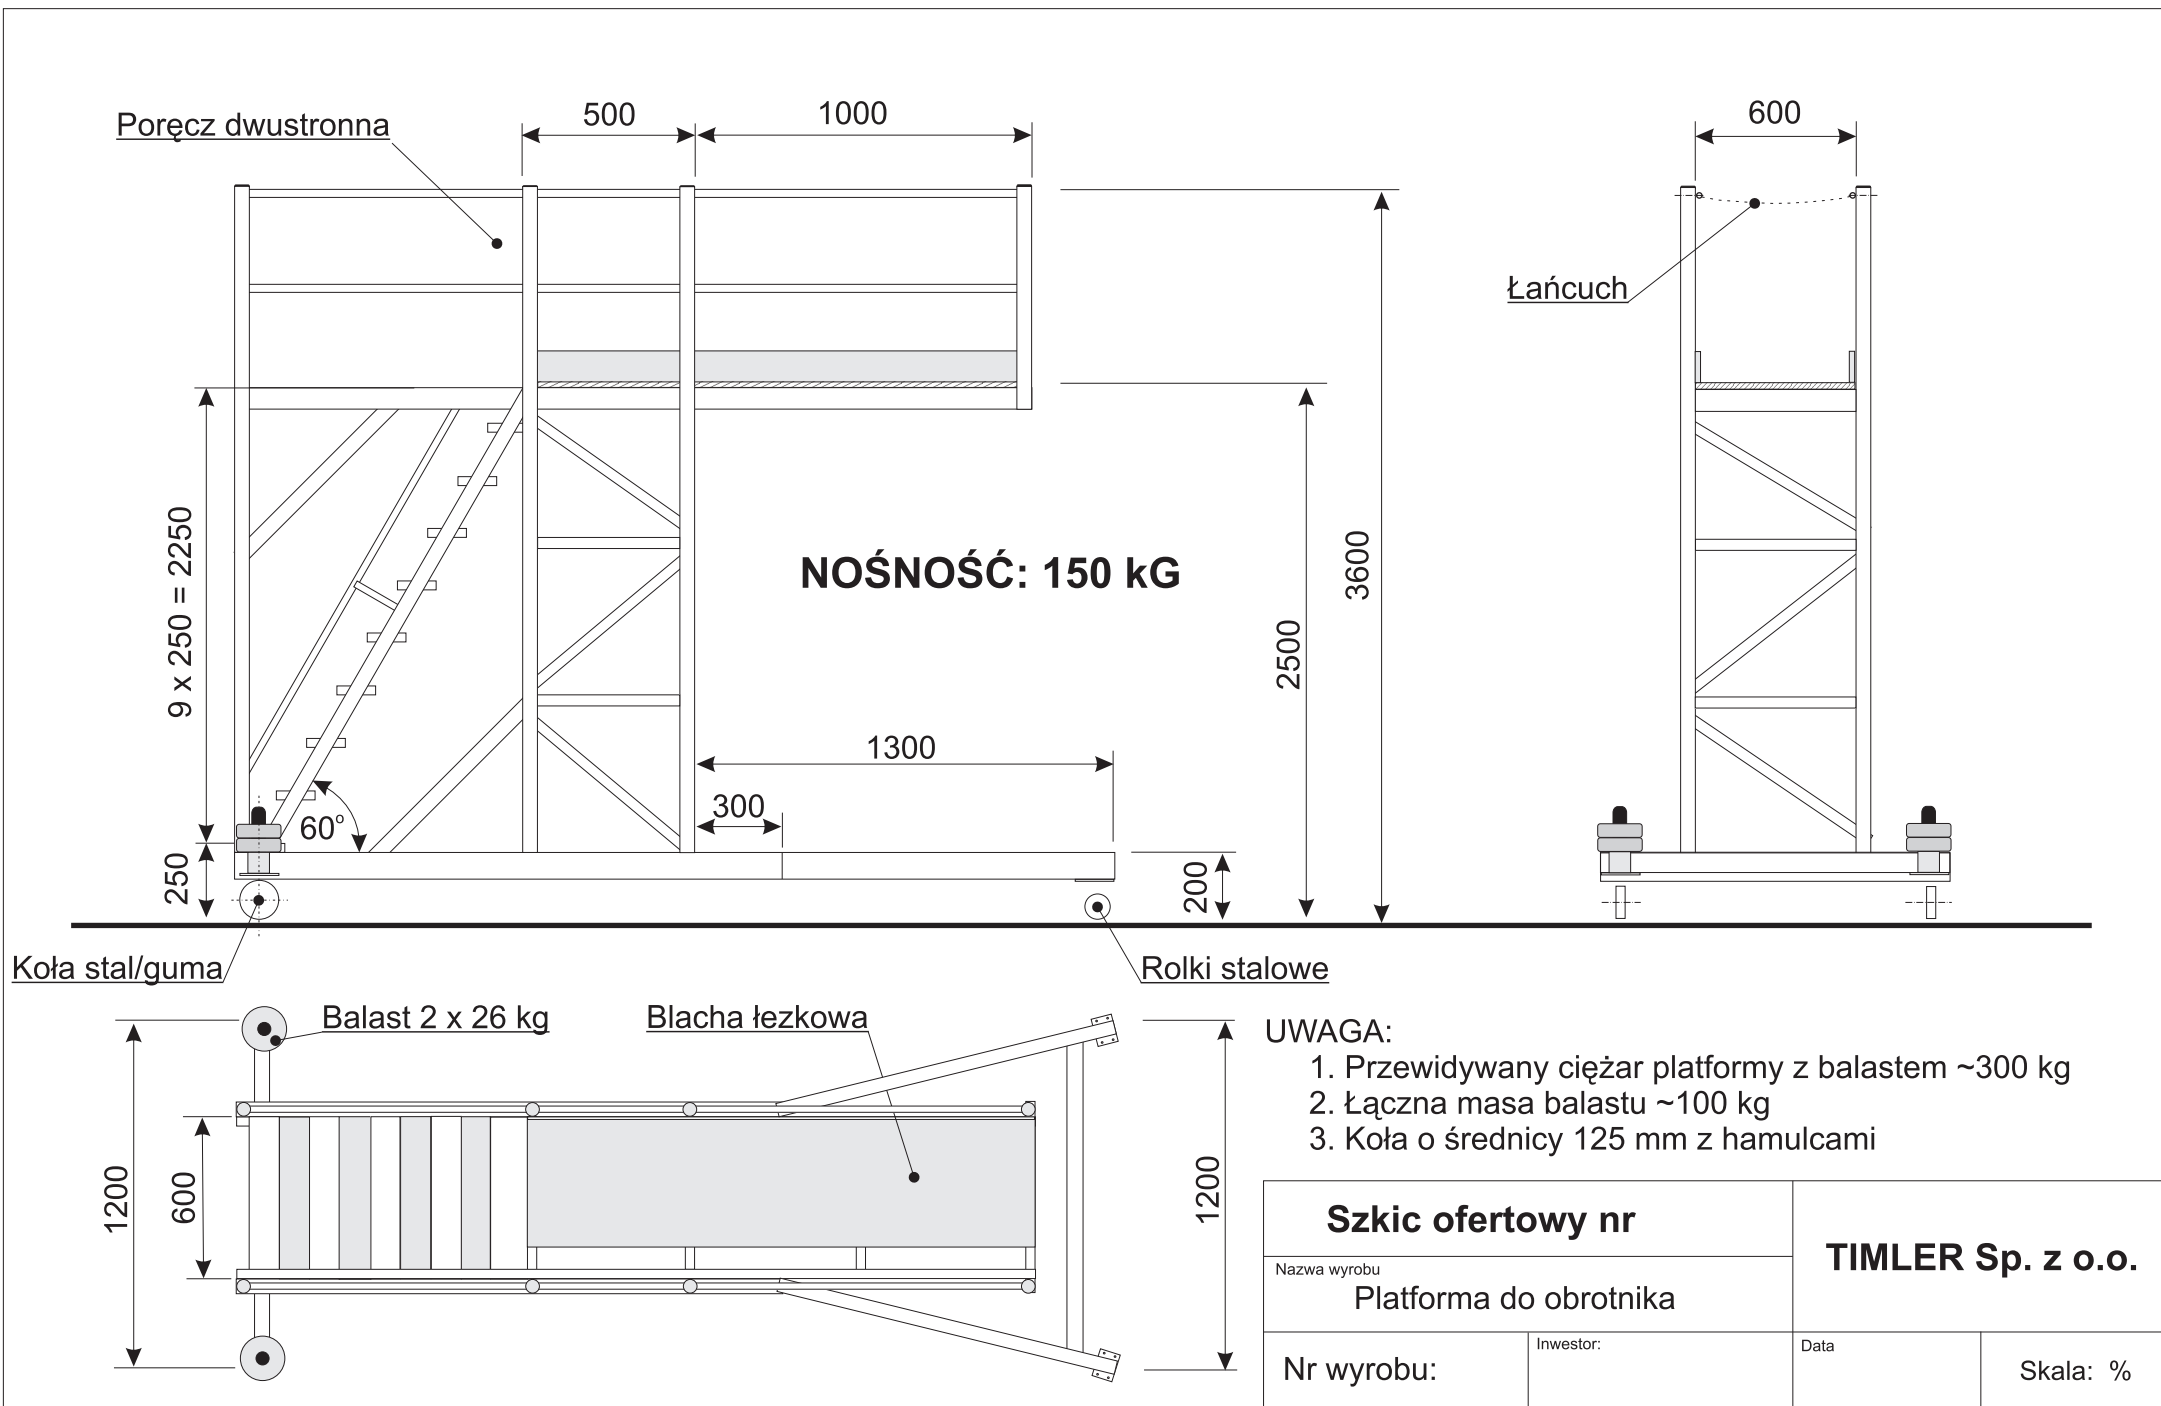 Poręcz dwustronna
500
1000
600
Łańcuch
9 x 250 = 2250
NOŚNOŚĆ: 150 kG
3600
2500
1300
300
60°
250
200
Koła stal/guma
Rolki stalowe
Balast 2 x 26 kg
Blacha łezkowa
1200
600
1200
UWAGA:
1. Przewidywany ciężar platformy z balastem ~300 kg
2. Łączna masa balastu ~100 kg
3. Koła o średnicy 125 mm z hamulcami
Szkic ofertowy nr
TIMLER Sp. z o.o.
Nazwa wyrobu
Platforma do obrotnika
Nr wyrobu:
Inwestor:
Data
Skala: %